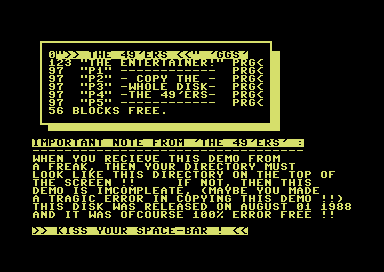 0">> THE 49'ERS <<" 'GGS'
123 "THE ENTERTAINER!" PRG<
97  "P1" ------------- PRG<
97  "P2" - COPY THE - PRG<
97  "P3" -WHOLE DISK- PRG<
97  "P4" -THE 49'ERS- PRG<
97  "P5" ------------- PRG<
56 BLOCKS FREE.
IMPORTANT NOTE FROM 'THE 49'ERS' :
----------------------------------
WHEN YOU RECIEVE THIS DEMO FROM
A FREAK, THEN YOUR DIRECTORY MUST
LOOK LIKE THIS DIRECTORY ON THE TOP OF
THE SCREEN !!    IF NOT, THEN THIS
DEMO IS IMCOMPLEATE, (MAYBE YOU MADE
A TRAGIC ERROR IN COPYING THIS DEMO !!)
THIS DISK WAS RELEASED ON AUGUST 01 1988
AND IT WAS OFCOURSE 100% ERROR FREE !!
>> KISS YOUR SPACE-BAR ! <<